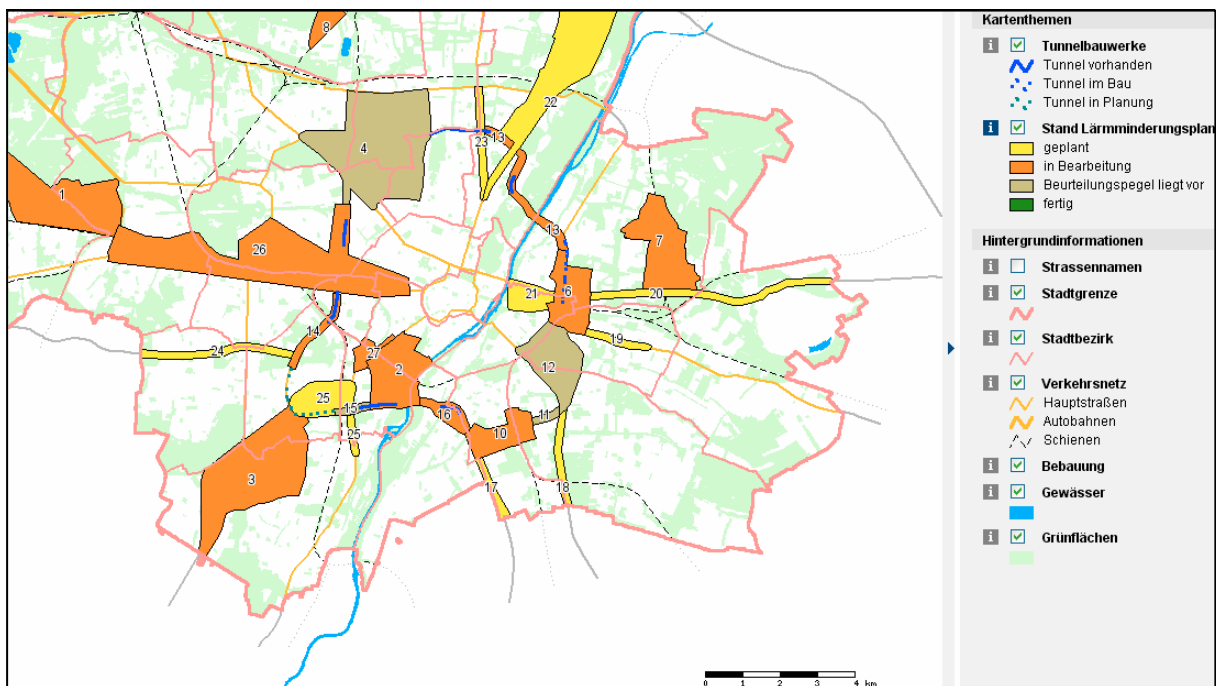 8
22
23
13
4
1
13
7
26
6
21
20
14
19
24
27
2
12
25
15
16
11
25
10
3
17
18
0 1 2 3 4 km
Kartenthemen
i Tunnelbauwerke
Tunnel vorhanden
Tunnel im Bau
Tunnel in Planung
i Stand Lärmminderungsplan
geplant
in Bearbeitung
Beurteilungspegel liegt vor
fertig
Hintergrundinformationen
i Strassennamen
i Stadtgrenze
i Stadtbezirk
i Verkehrsnetz
Hauptstraßen
Autobahnen
Schienen
i Bebauung
i Gewässer
i Grünflächen